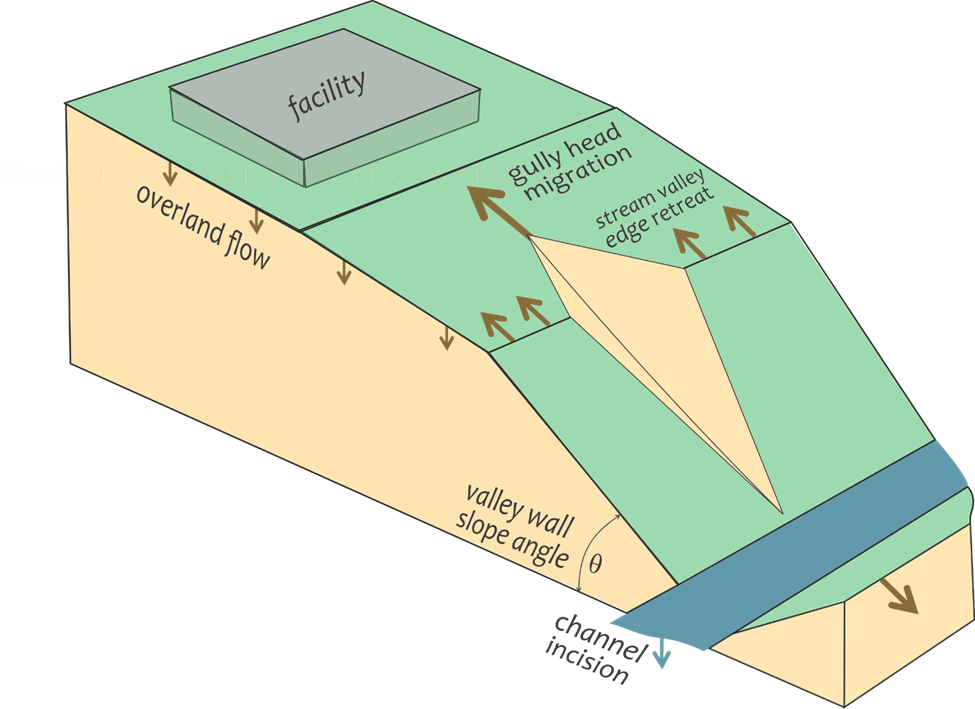 facility
gully head
migration
stream valley
edge retreat
overland flow
valley wall
slope angle
θ
channel
incision